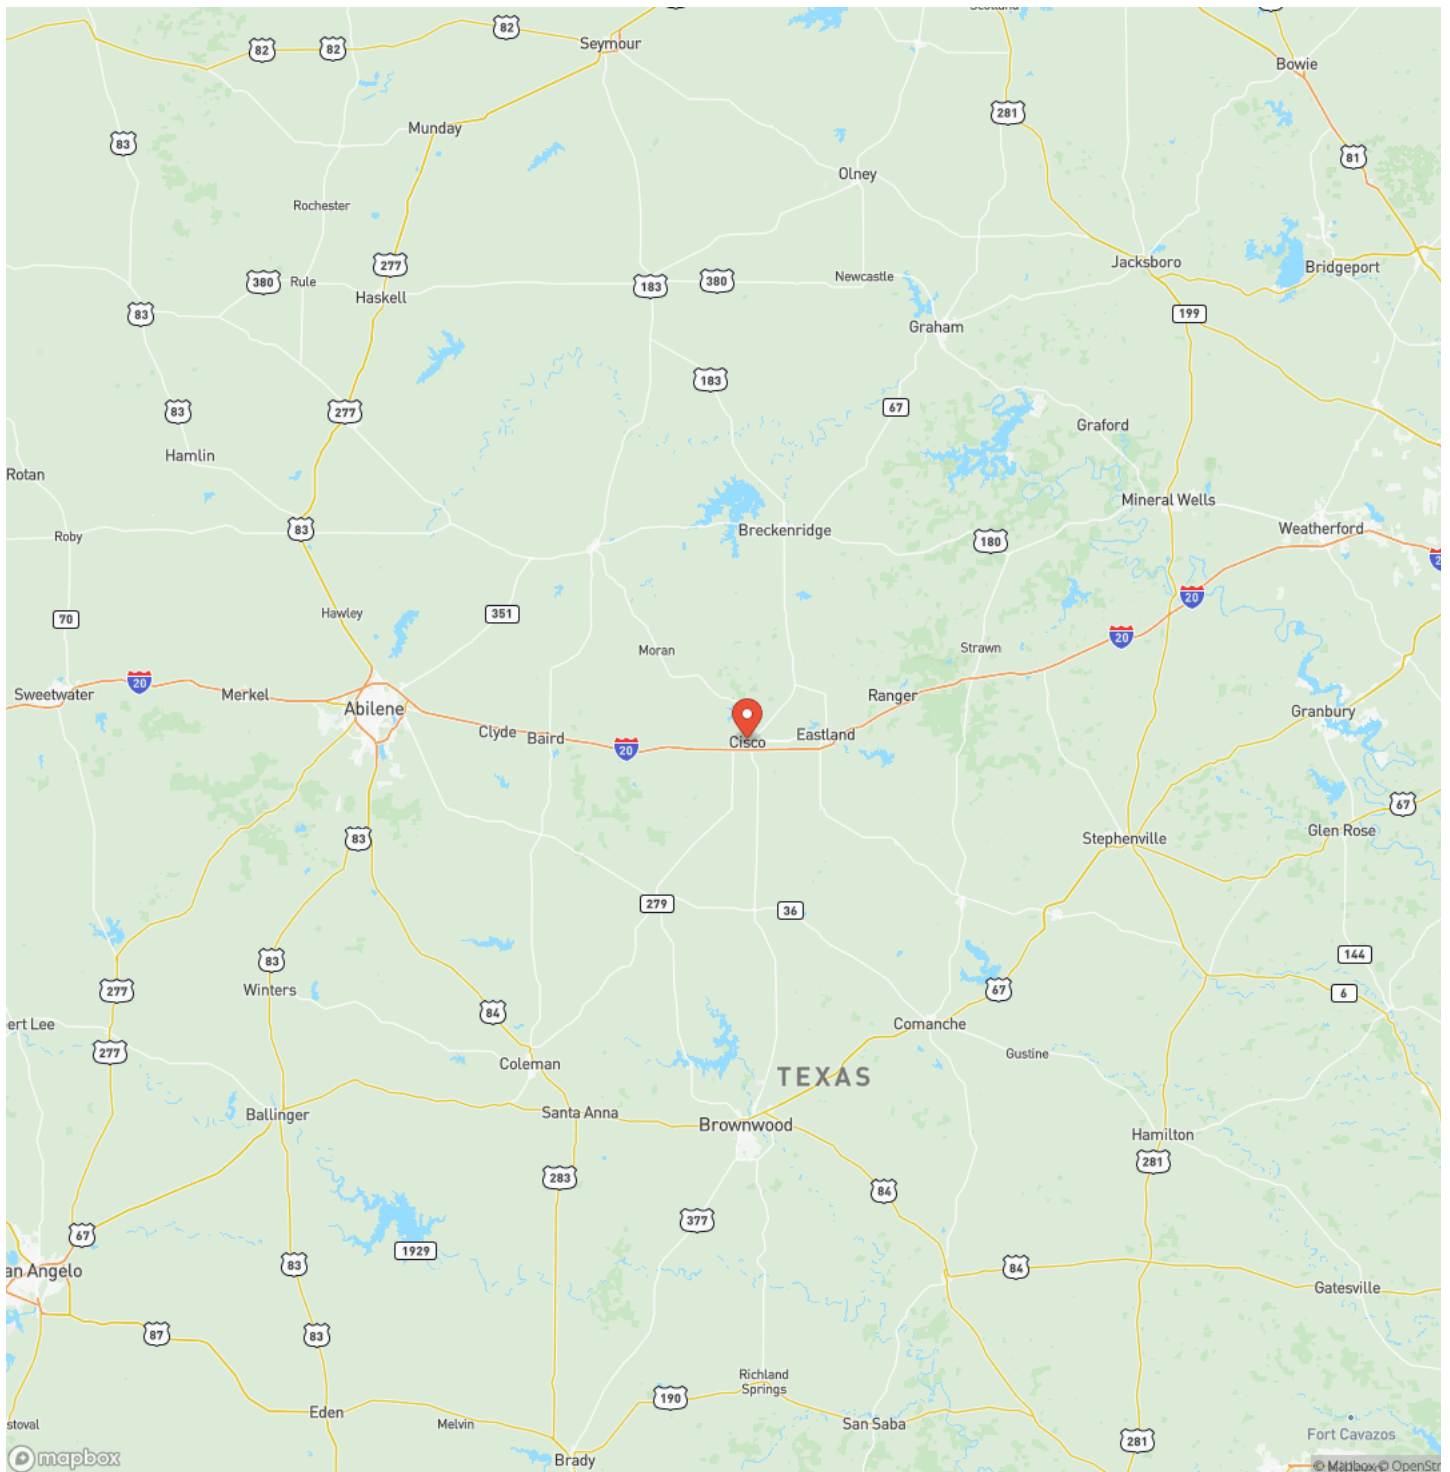 Scotland
82
82
82
Seymour
Bowie
281
83
Munday
81
Olney
Rochester
277
Jacksboro
Bridgeport
380
Rule
183
380
Newcastle
Haskell
83
199
Graham
183
83
277
67
Graford
Hamlin
Rotan
Mineral Wells
83
Breckenridge
Weatherford
Roby
180
20
70
Hawley
351
20
Moran
Strawn
20
Sweetwater
Merkel
Ranger
Abilene
Granbury
Clyde
Baird
20
Cisco
Eastland
67
83
Stephenville
Glen Rose
279
36
144
83
277
Winters
67
6
84
ert Lee
Comanche
277
Gustine
Coleman
TEXAS
Ballinger
Santa Anna
Brownwood
Hamilton
281
283
84
377
67
1929
83
an Angelo
84
Gatesville
87
83
Richland
Springs
190
Eden
Melvin
San Saba
stoval
Fort Cavazos
281
Brady
mapbox
© Mapbox © OpenStr